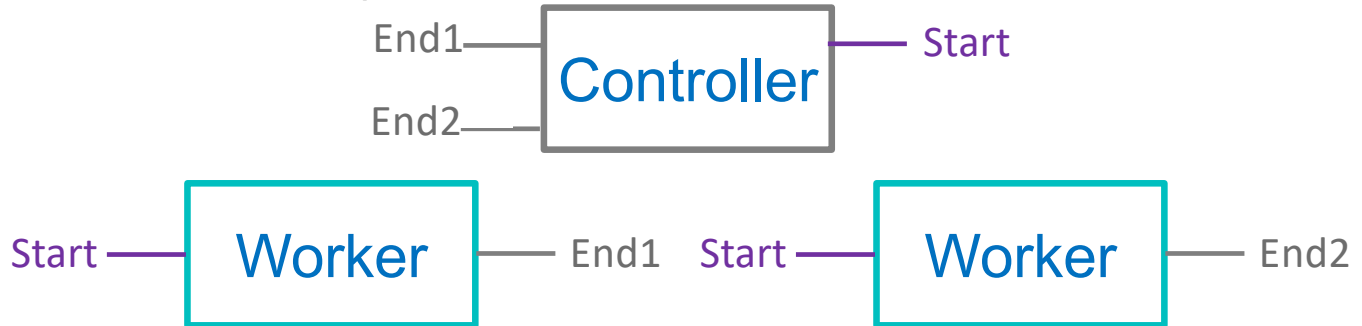 End1 Controller Start
End2
Start Worker End1 Start Worker End2